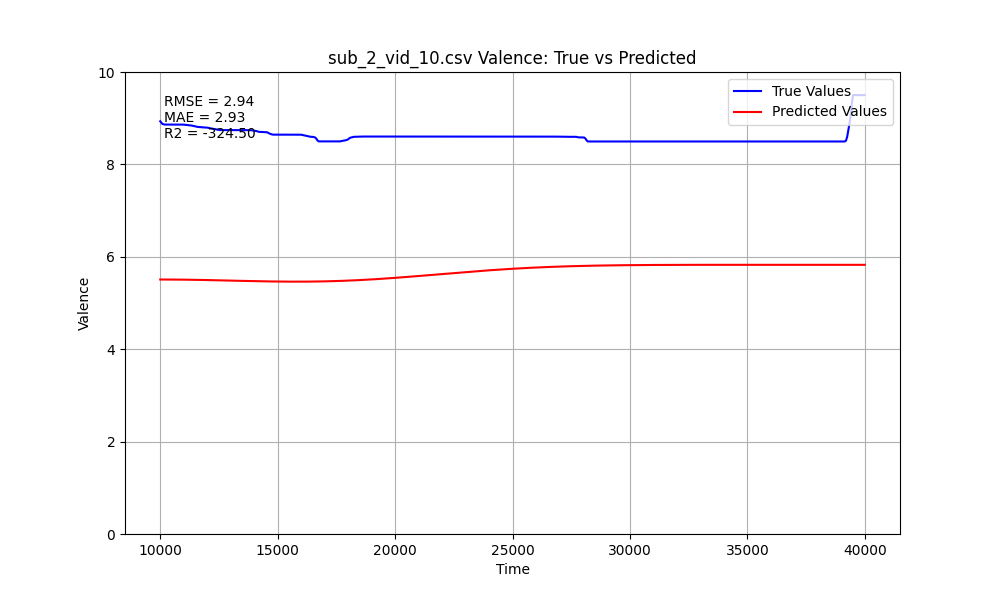 sub_2_vid_10.csv Valence: True vs Predicted
10
8
6
4
2
0
Valence
RMSE = 2.94
MAE = 2.93
R2 = -324.50
True Values
Predicted Values
10000 15000 20000 25000 30000 35000 40000
Time